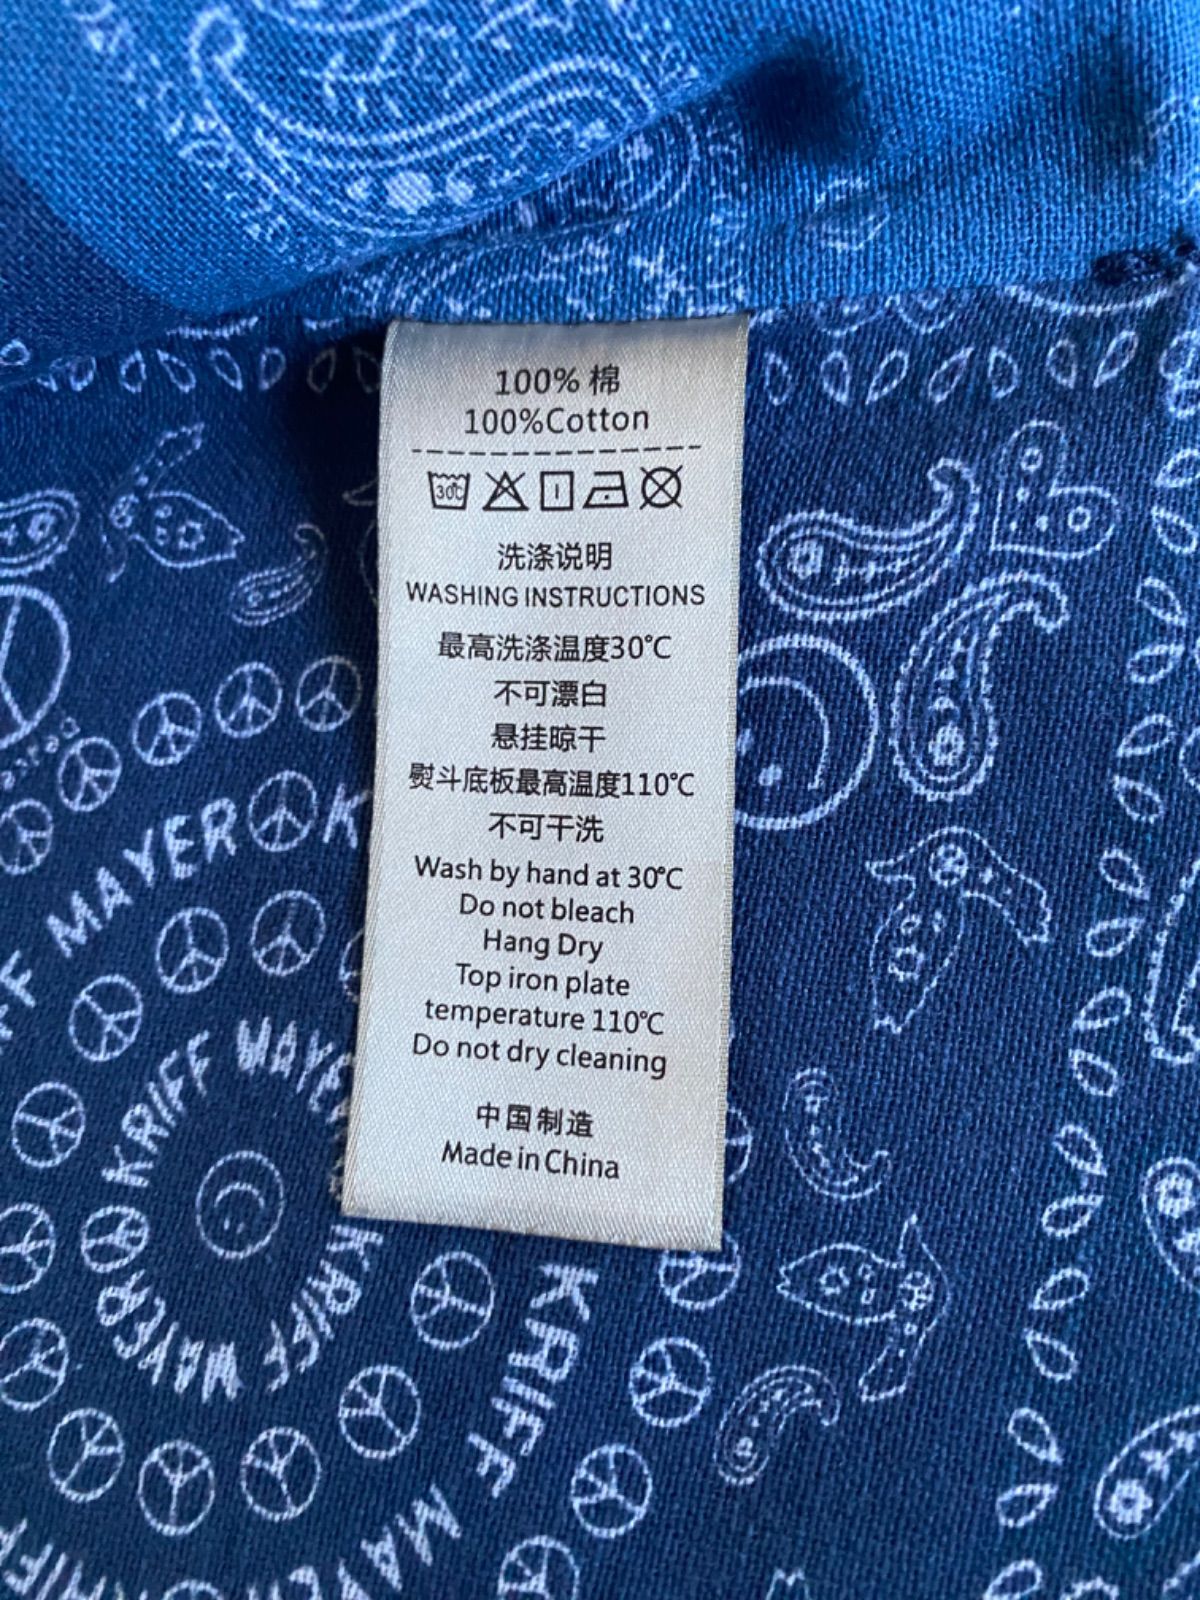 100% 棉
100%Cotton
30℃
洗涤说明
WASHING INSTRUCTIONS
最高洗涤温度30℃
不可漂白
悬挂晾干
熨斗底板最高温度110℃
不可干洗
Wash by hand at 30℃
Do not bleach
Hang Dry
Top iron plate
temperature 110℃
Do not dry cleaning
中国制造
Made in China
MAYER K
KRIFF MAYER
KRIFF MAYER
KRIFF MAYER